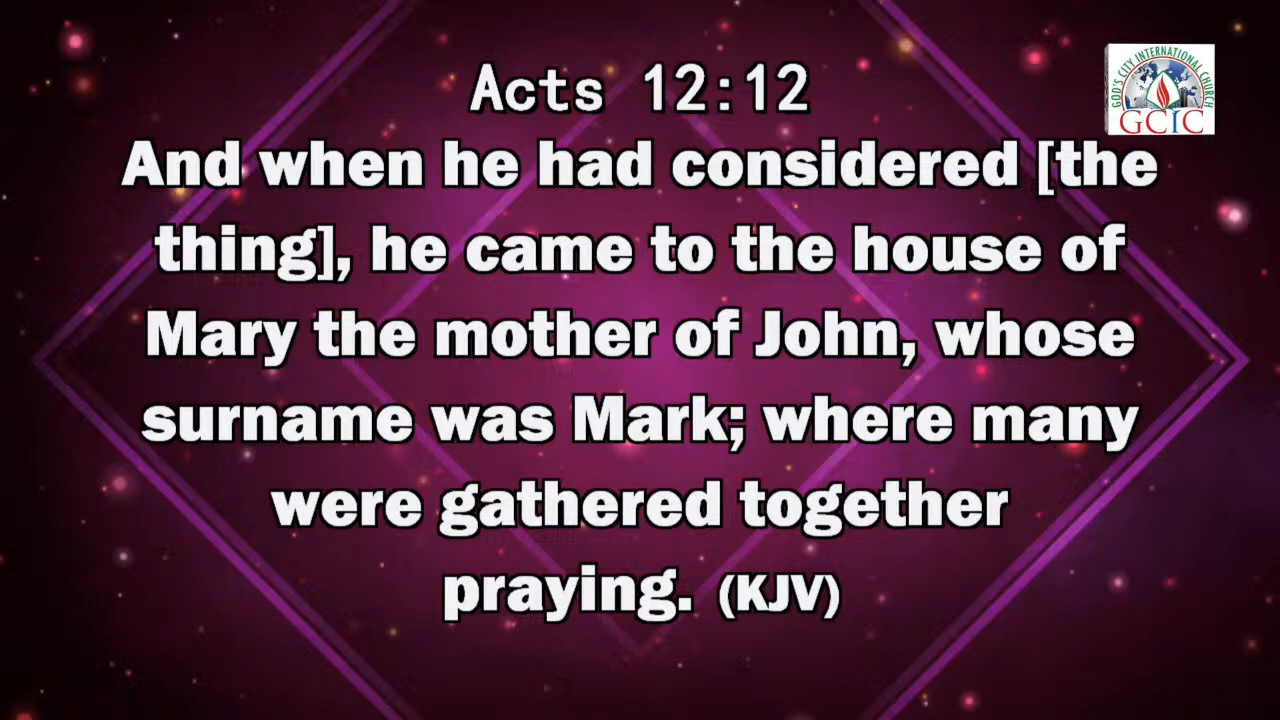 Acts 12:12
And when he had considered [the
thing], he came to the house of
Mary the mother of John, whose
surname was Mark; where many
were gathered together
praying. (KJV)
GOD'S CITY INTERNATIONAL CHURCH
GCIC